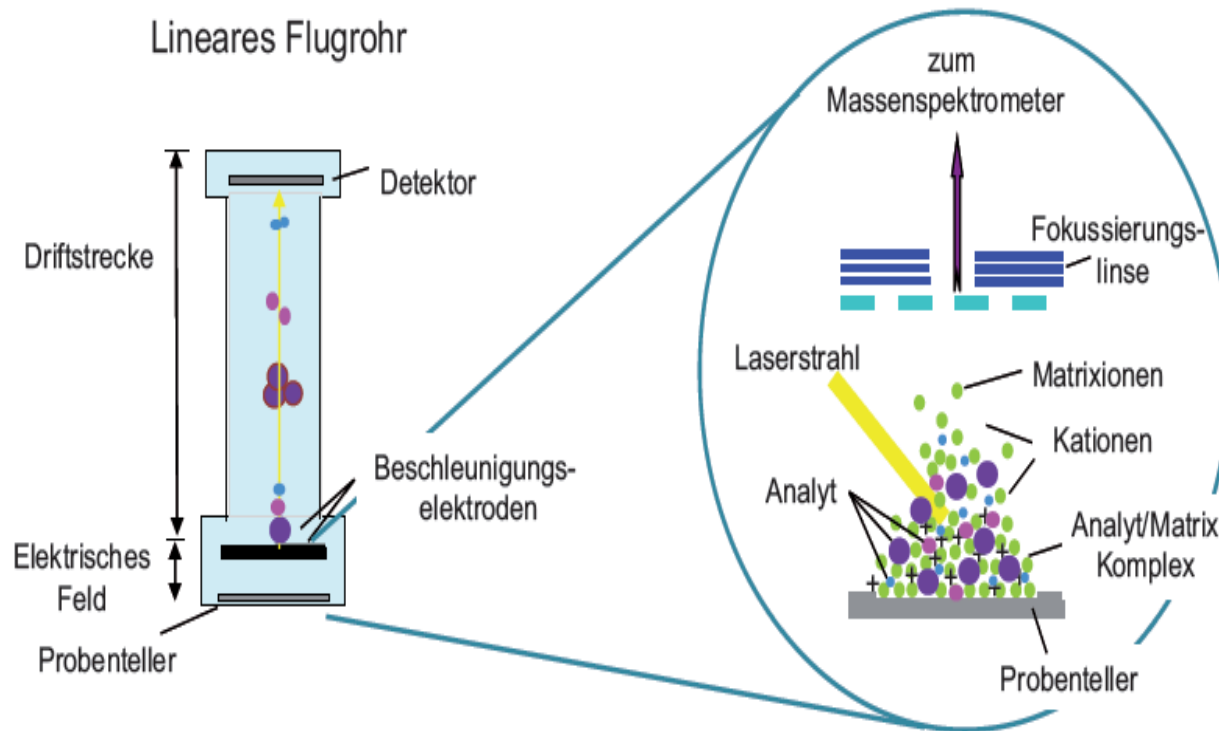 Lineares Flugrohr
Detektor
Driftstrecke
Beschleunigungs-
elektroden
Elektrisches
Feld
Probenteller
zum
Massenspektrometer
Fokussierungs-
linse
Laserstrahl
Matrixionen
Kationen
Analyt
+
+
+
+
+
+
+
+
+
+
Analyt/Matrix
Komplex
Probenteller